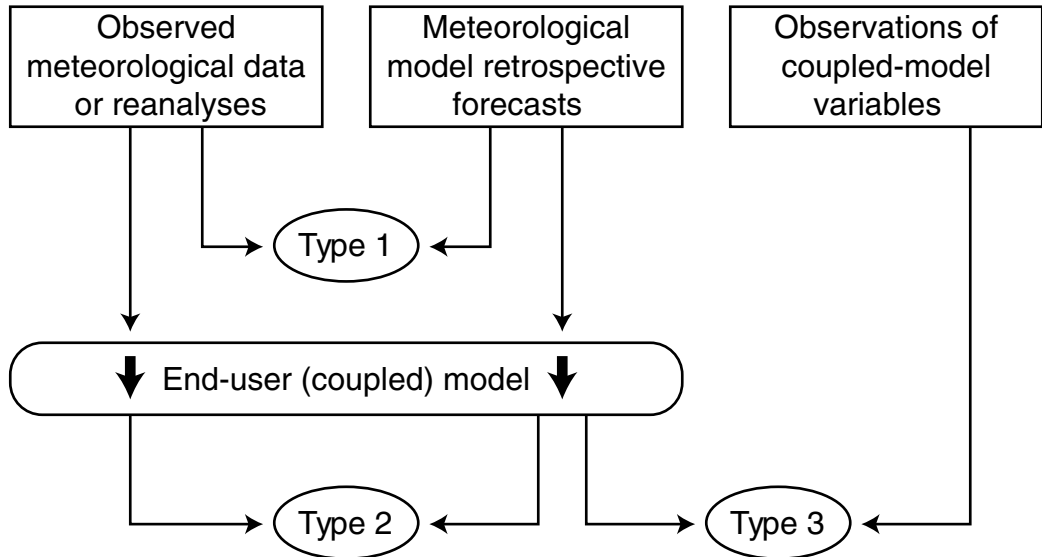 Observed
meteorological data
or reanalyses
Meteorological
model retrospective
forecasts
Observations of
coupled-model
variables
Type 1
End-user (coupled) model
Type 2
Type 3